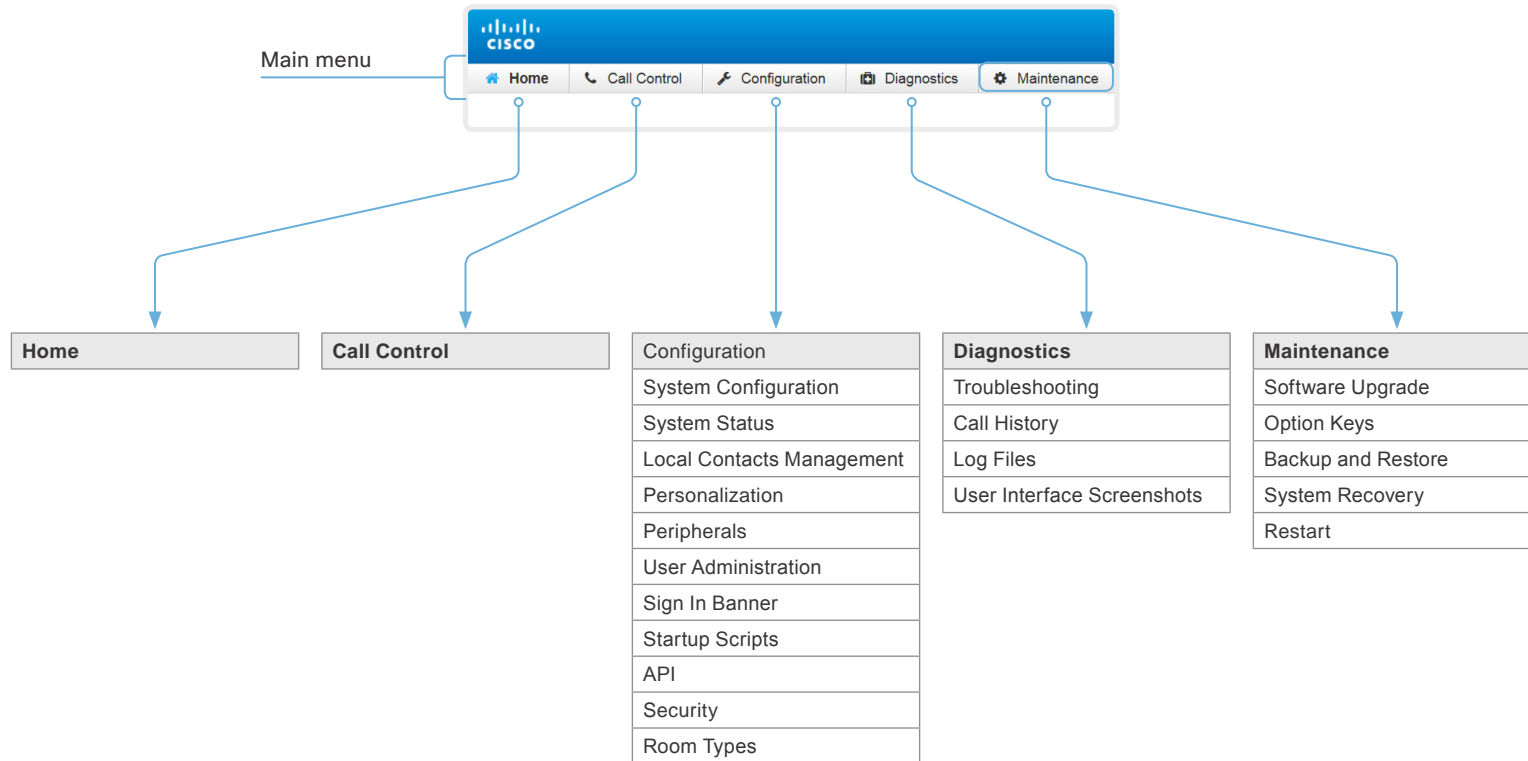 CISCO
Main menu
Home Call Control Configuration Diagnostics Maintenance
Home
Call Control
Configuration
System Configuration
System Status
Local Contacts Management
Personalization
Peripherals
User Administration
Sign In Banner
Startup Scripts
API
Security
Room Types
Diagnostics
Troubleshooting
Call History
Log Files
User Interface Screenshots
Maintenance
Software Upgrade
Option Keys
Backup and Restore
System Recovery
Restart